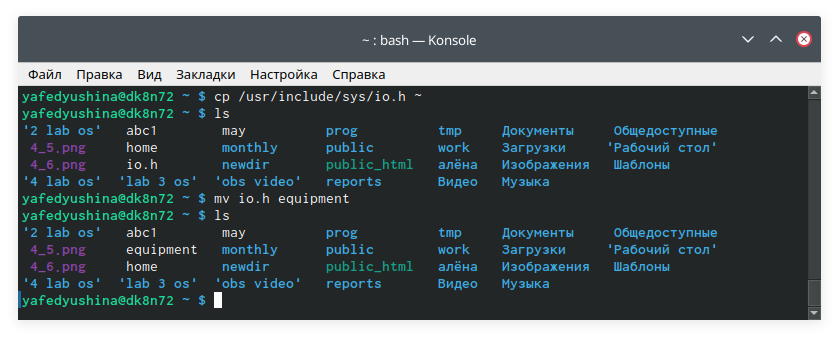 ~ : bash — Konsole
Файл Правка Вид Закладки Настройка Справка
yafedyushina@dk8n72 ~ $ cp /usr/include/sys/io.h ~
yafedyushina@dk8n72 ~ $ ls
'2 lab os' abc1 may prog tmp Документы Общедоступные
4_5.png home monthly public work Загрузки 'Рабочий стол'
4_6.png io.h newdir public_html алёна Изображения Шаблоны
'4 lab os' 'lab 3 os' 'obs video' reports Видео Музыка
yafedyushina@dk8n72 ~ $ mv io.h equipment
yafedyushina@dk8n72 ~ $ ls
'2 lab os' abc1 may prog tmp Документы Общедоступные
4_5.png equipment monthly public work Загрузки 'Рабочий стол'
4_6.png home newdir public_html алёна Изображения Шаблоны
'4 lab os' 'lab 3 os' 'obs video' reports Видео Музыка
yafedyushina@dk8n72 ~ $